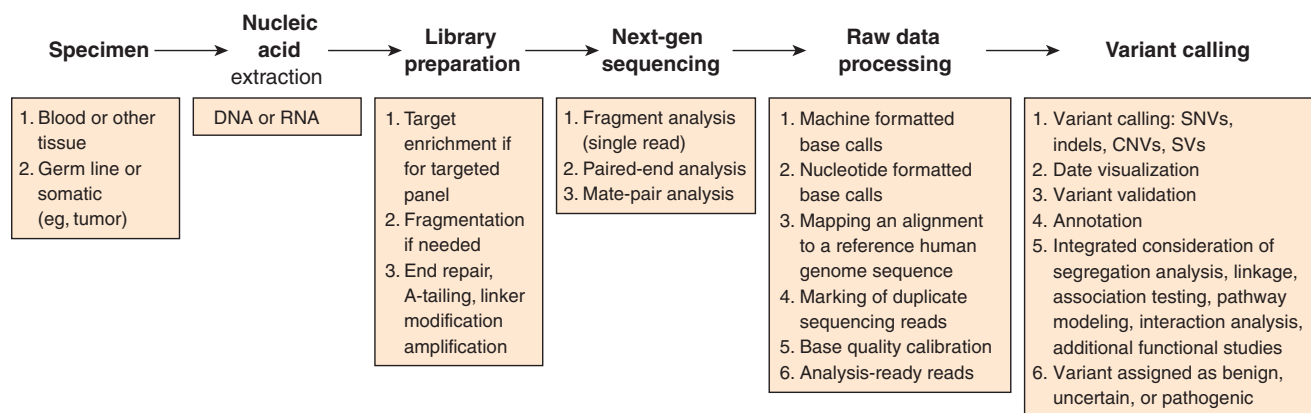 Specimen
Nucleic
acid
extraction
Library
preparation
Next-gen
sequencing
Raw data
processing
Variant calling
1. Blood or other
tissue
2. Germ line or
somatic
(eg, tumor)
DNA or RNA
1. Target
enrichment if
for targeted
panel
2. Fragmentation
if needed
3. End repair,
A-tailing, linker
modification
amplification
1. Fragment analysis
(single read)
2. Paired-end analysis
3. Mate-pair analysis
1. Machine formatted
base calls
2. Nucleotide formatted
base calls
3. Mapping an alignment
to a reference human
genome sequence
4. Marking of duplicate
sequencing reads
5. Base quality calibration
6. Analysis-ready reads
1. Variant calling: SNVs,
indels, CNVs, SVs
2. Date visualization
3. Variant validation
4. Annotation
5. Integrated consideration of
segregation analysis, linkage,
association testing, pathway
modeling, interaction analysis,
additional functional studies
6. Variant assigned as benign,
uncertain, or pathogenic